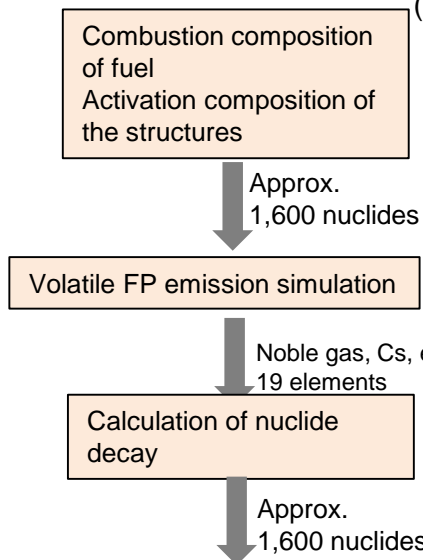 (
Combustion composition
of fuel
Activation composition of
the structures
Approx.
1,600 nuclides
Volatile FP emission simulation
Noble gas, Cs, e
19 elements
Calculation of nuclide
decay
Approx.
1,600 nuclides